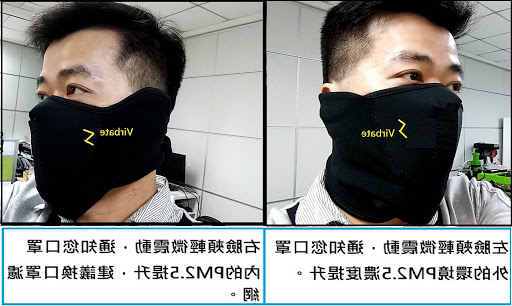 Virbate
Virbate
左臉頰輕微震動,通知您口罩
外的環境PM2.5濃度提升。
右臉頰輕微震動,通知您口罩
內的PM2.5提升,建議換口罩濾
網。